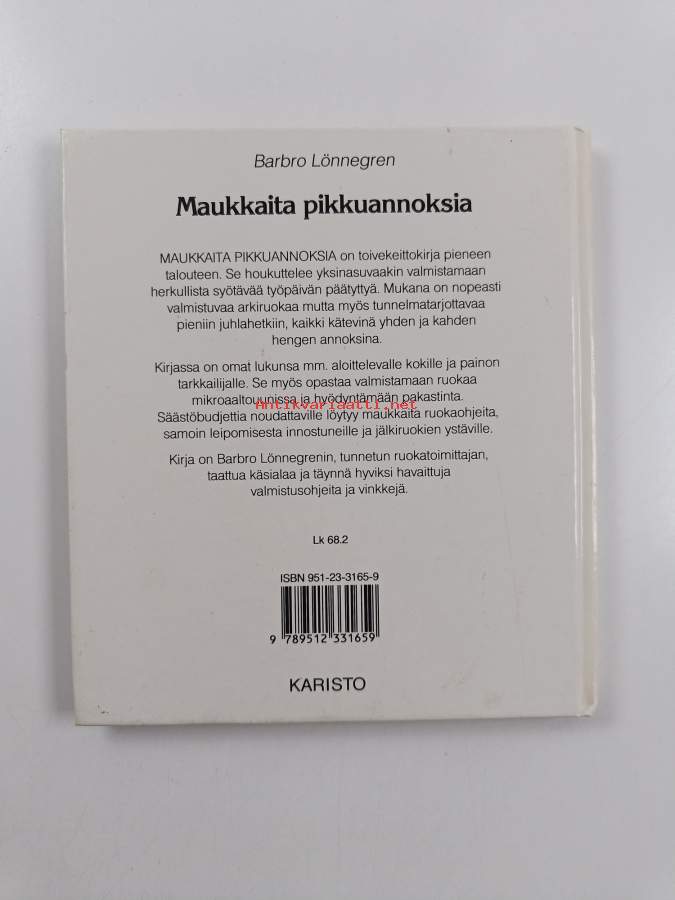 Barbro Lönnegren
Maukkaita pikkuannoksia
MAUKKAITA PIKKUANNOKSIA on toivekeittokirja pieneen
talouteen. Se houkuttelee yksinasuvaakin valmistamaan
herkullista syötävää työpäivän päätyttyä. Mukana on nopeasti
valmistuvaa arkiruokaa mutta myös tunnelmatarjottavaa
pieniin juhlahetkiin, kaikki kätevinä yhden ja kahden
hengen annoksina.
Kirjassa on omat lukunsa mm. aloittelevalle kokille ja painon
tarkkailijalle. Se myös opastaa valmistamaan ruokaa
mikroaaltouunissa ja hyödyntämään pakastinta.
Antikvariaatti.net
Säästöbudjettia noudattaville löytyy maukkaita ruokaohjeita,
samoin leipomisesta innostuneille ja jälkiruokien ystäville.
Kirja on Barbro Lönnegrenin, tunnetun ruokatoimittajan,
taattua käsialaa ja täynnä hyviksi havaittuja
valmistusohjeita ja vinkkejä.
Lk 68.2
ISBN 951-23-3165-9
9 789512 331659
KARISTO